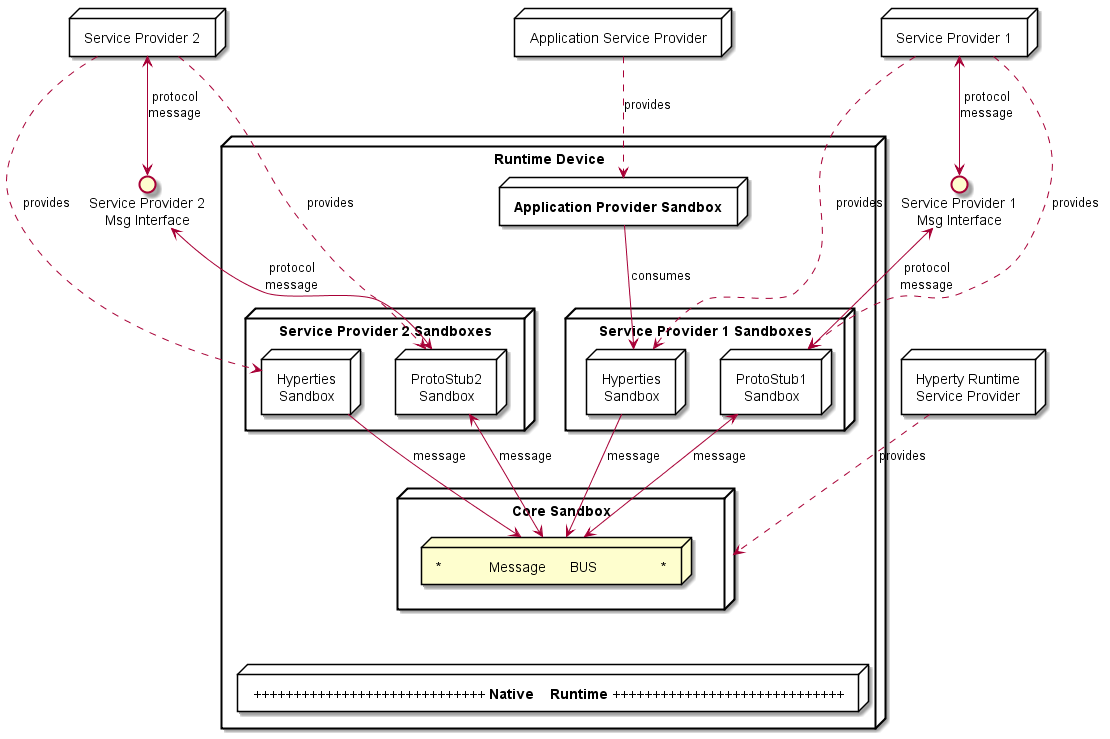 Service Provider 2
Application Service Provider
Service Provider 1
protocol
message
provides
protocol
message
Runtime Device
Service Provider 2
Msg Interface
provides
provides
Application Provider Sandbox
provides
Service Provider 1
Msg Interface
provides
protocol
message
consumes
protocol
message
Service Provider 2 Sandboxes
Service Provider 1 Sandboxes
Hyperties
Sandbox
ProtoStub2
Sandbox
Hyperties
Sandbox
ProtoStub1
Sandbox
Hyperty Runtime
Service Provider
message
message
message
message
provides
Core Sandbox
* Message BUS *
+++++++++++++++++++++++++++++ Native Runtime +++++++++++++++++++++++++++++